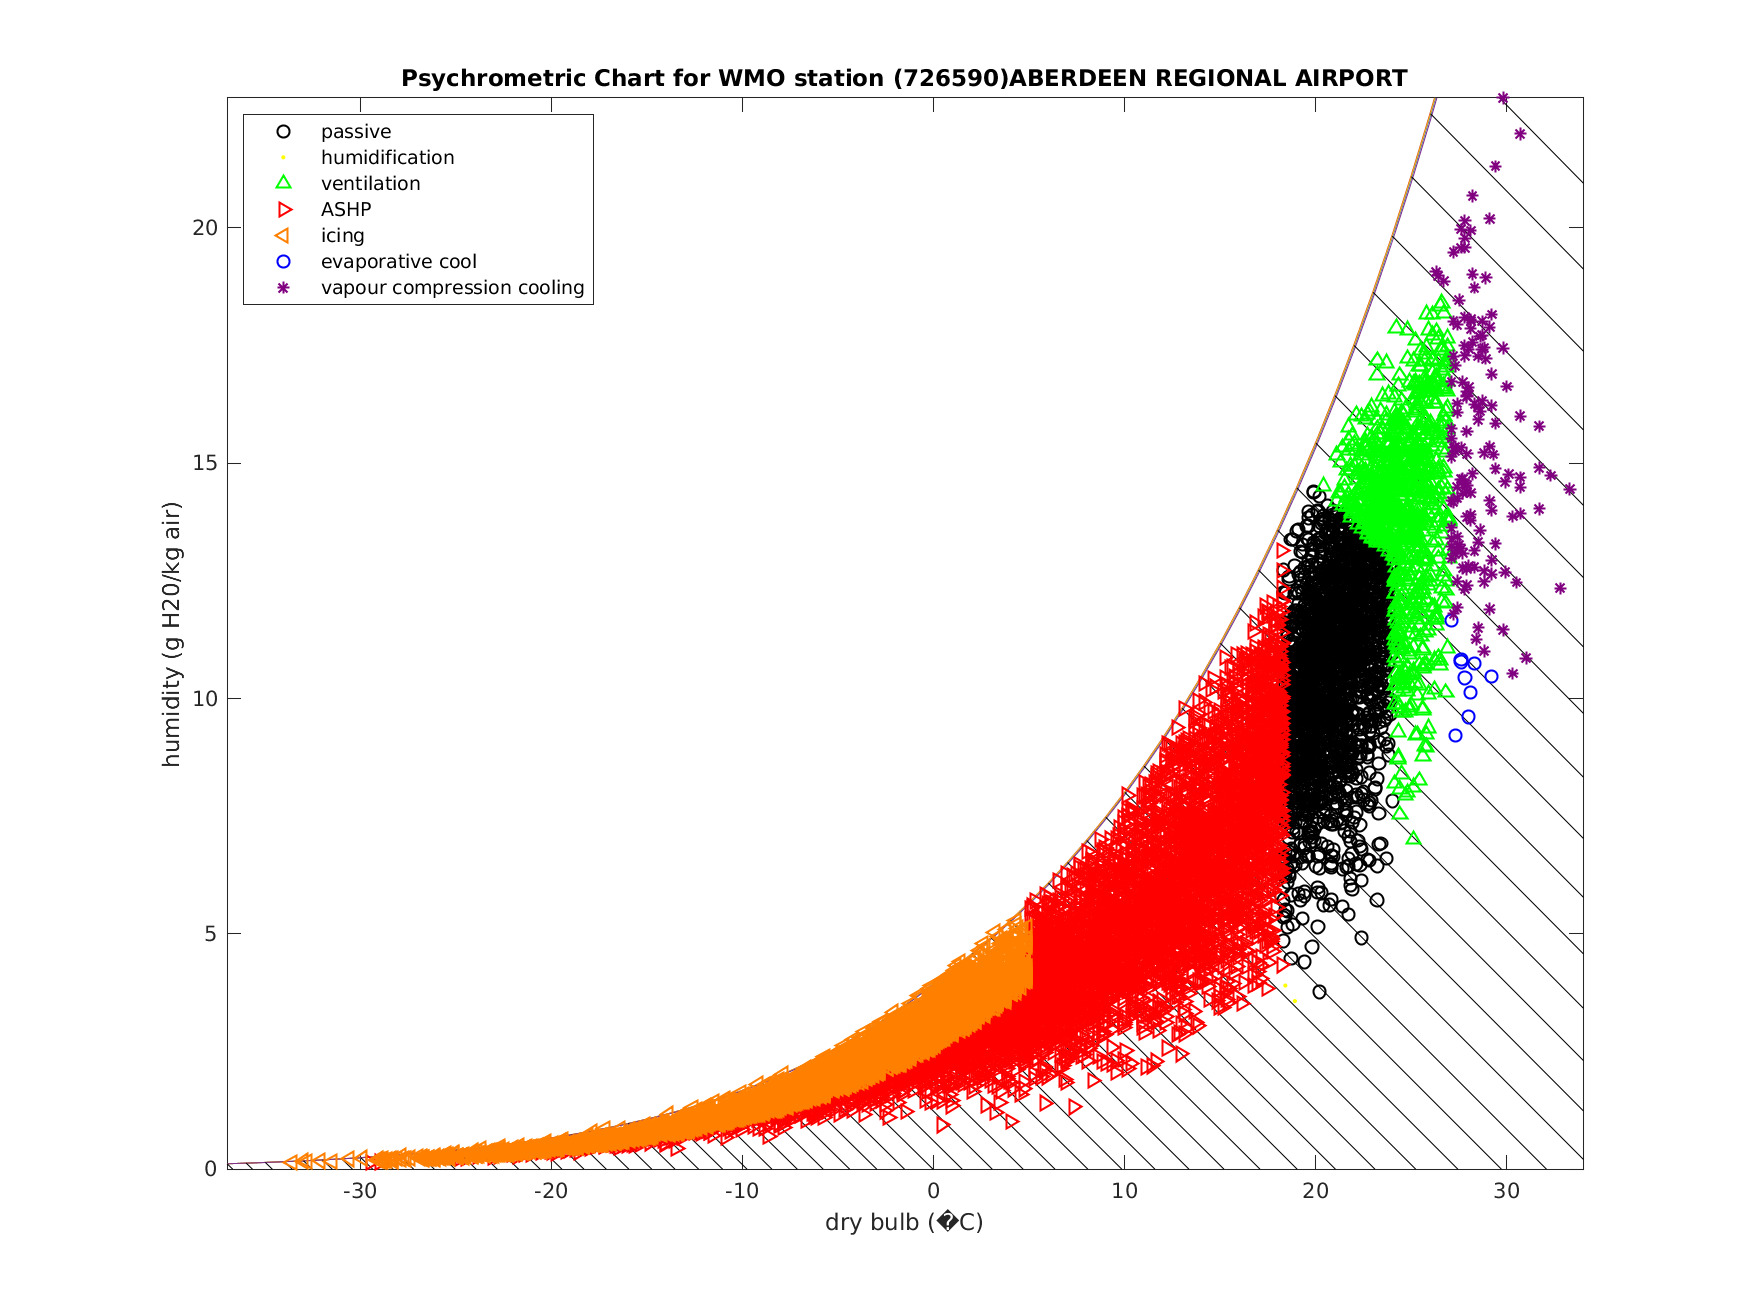 Psychrometric Chart for WMO station (726590)ABERDEEN REGIONAL AIRPORT
passive
humidification
ventilation
ASHP
icing
evaporative cool
vapour compression cooling
humidity (g H20/kg air)
20
15
10
5
0
-30 -20 -10 0 10 20 30
dry bulb (�C)